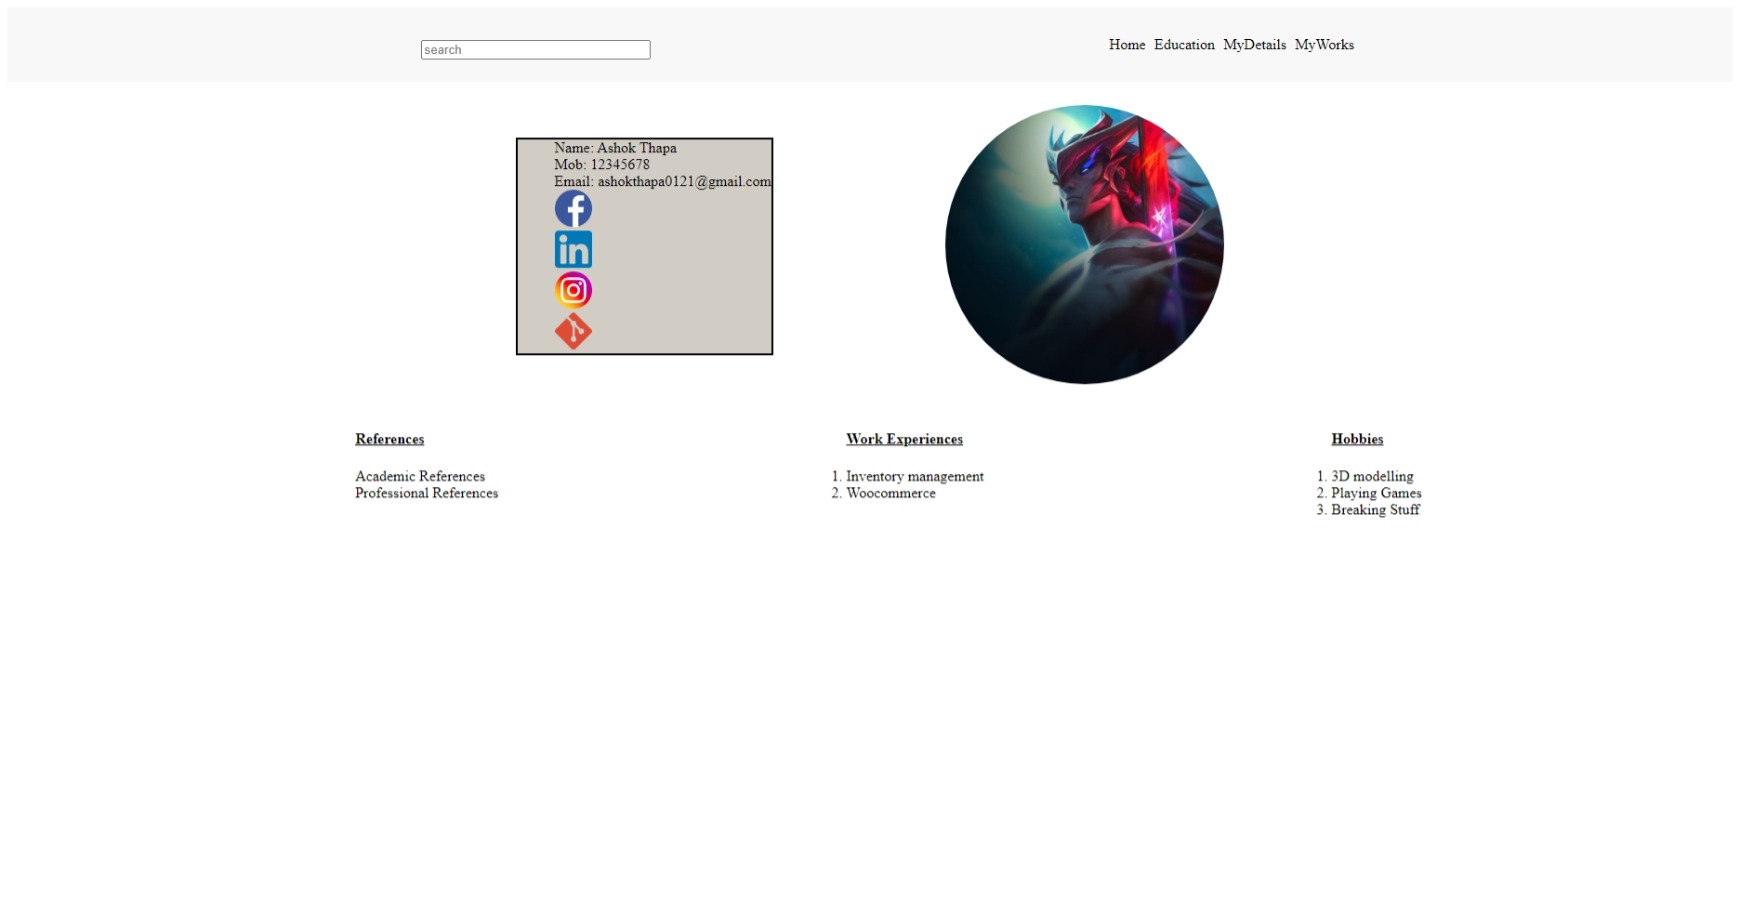 search
Home Education MyDetails MyWorks
Name: Ashok Thapa
Mob: 12345678
Email: ashokthapa0121@gmail.com
References
Academic References
Professional References
Work Experiences
1. Inventory management
2. Woocommerce
Hobbies
1. 3D modelling
2. Playing Games
3. Breaking Stuff